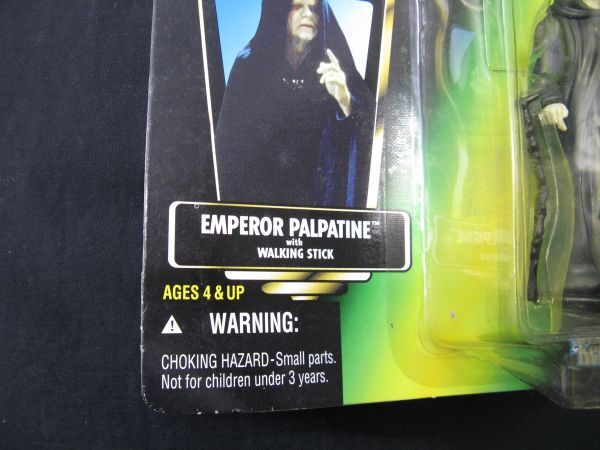 EMPEROR PALPATINE™
with
WALKING STICK
AGES 4 & UP
WARNING:
CHOKING HAZARD-Small parts.
Not for children under 3 years.